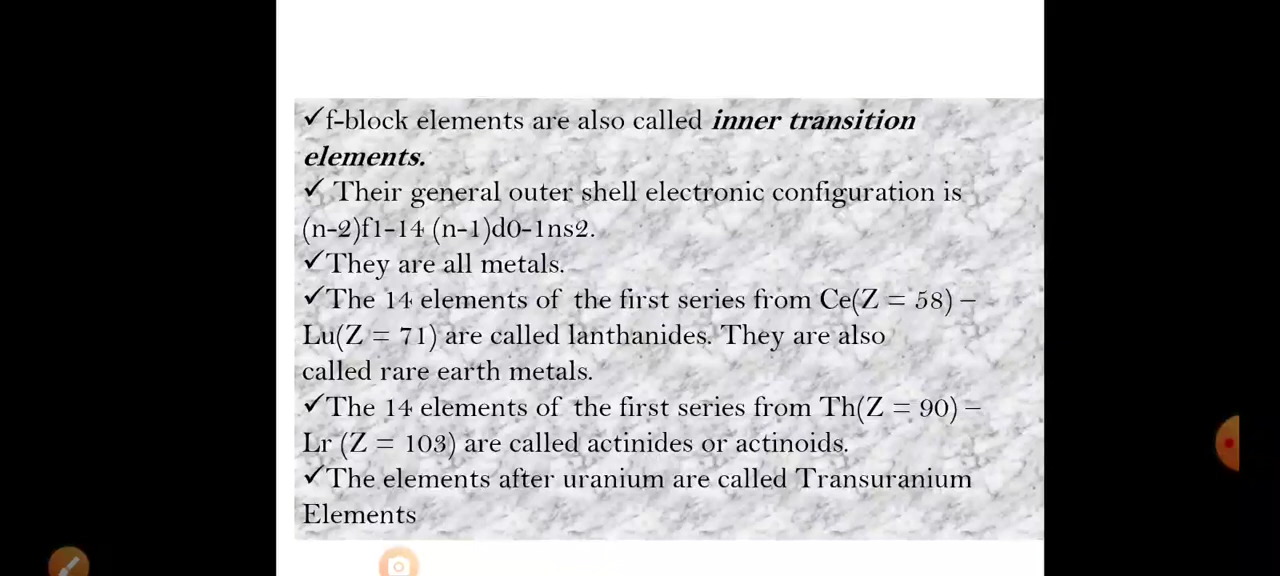 ✓f-block elements are also called inner transition
elements.
✓ Their general outer shell electronic configuration is
(n-2)f1-14 (n-1)d0-1ns2.
✓They are all metals.
✓The 14 elements of the first series from Ce(Z = 58) –
Lu(Z = 71) are called lanthanides. They are also
called rare earth metals.
✓The 14 elements of the first series from Th(Z = 90) –
Lr (Z = 103) are called actinides or actinoids.
✓The elements after uranium are called Transuranium
Elements